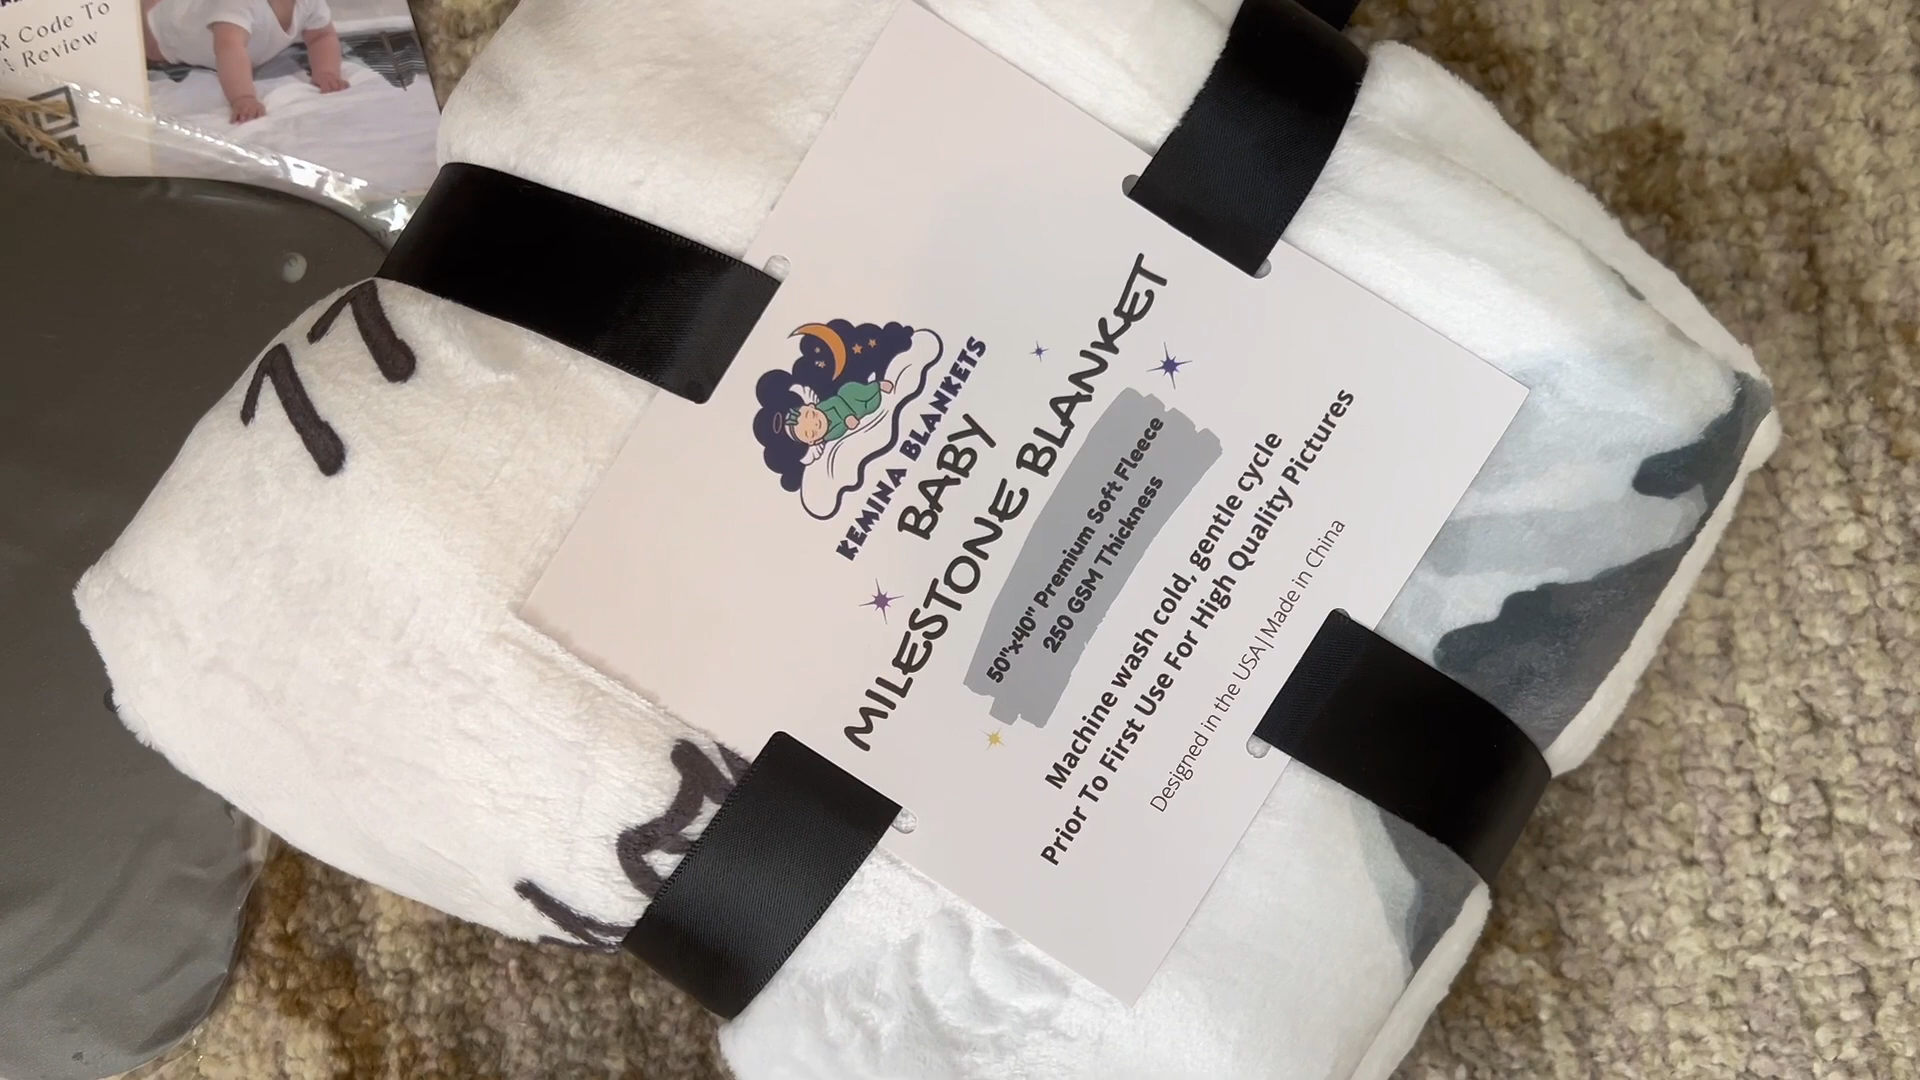 R Code To
A Review
11
KEMINA BLANKETS
BABY
MILESTONE BLANKET
50"x40" Premium Soft Fleece
250 GSM Thickness
Machine wash cold, gentle cycle
Prior To First Use For High Quality Pictures
Designed in the USA | Made in China